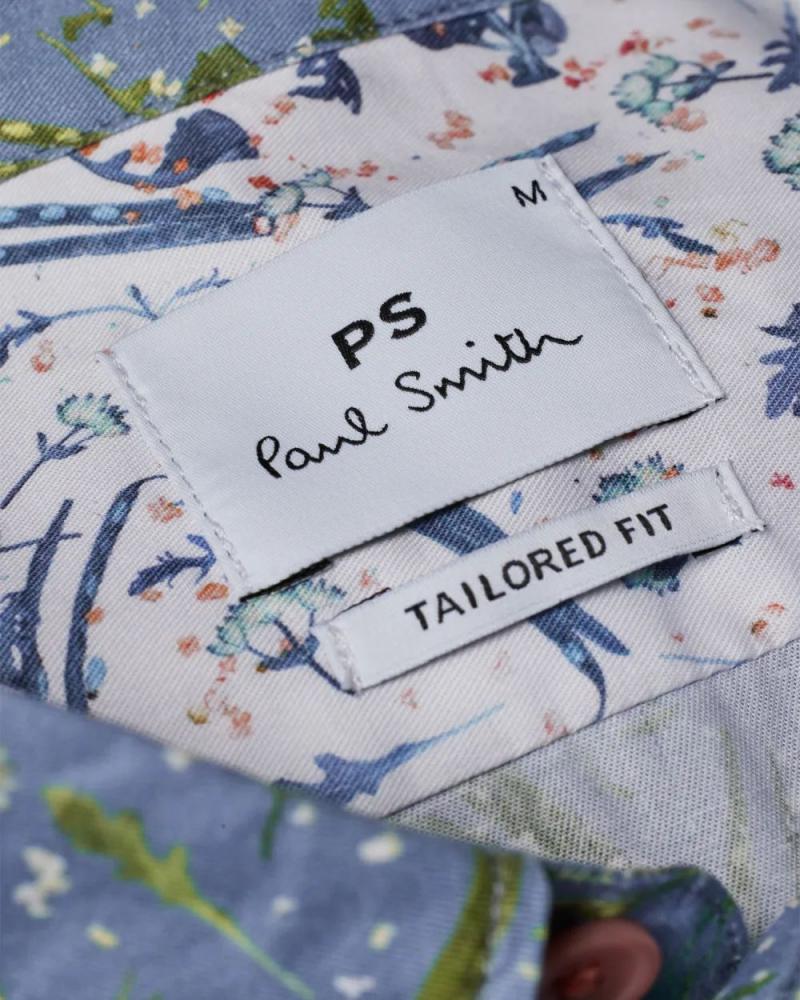 M
PS
Paul Smith
TAILORED FIT